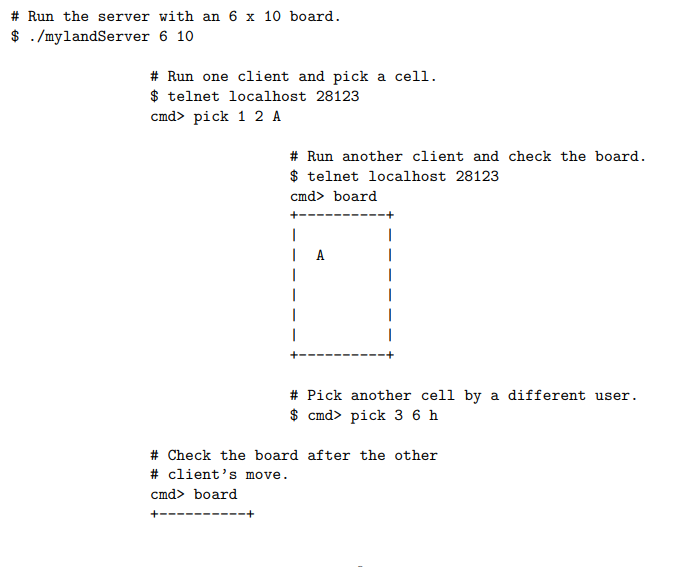 # Run the server with an 6 x 10 board.
$ ./mylandServer 6 10
# Run one client and pick a cell.
$ telnet localhost 28123
cmd> pick 1 2 A
# Run another client and check the board.
$ telnet localhost 28123
cmd> board
+----------+
|          |
|  A       |
|          |
|          |
|          |
|          |
+----------+
# Pick another cell by a different user.
$ cmd> pick 3 6 h
# Check the board after the other
# client's move.
cmd> board
+----------+